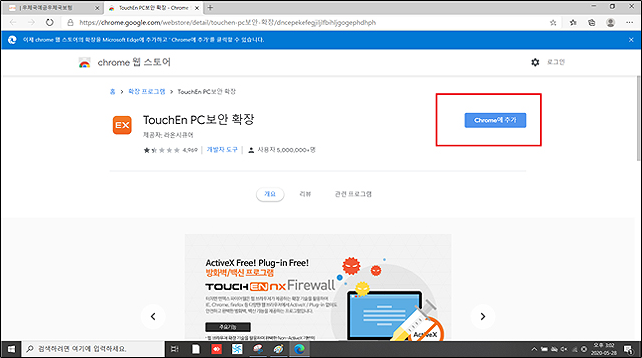 | 우체국예금우체국보험
TouchEn PC보안 확장 - Chrome
https://chrome.google.com/webstore/detail/touchen-pc보안-확장/dncepekefegjiljlfbihljgogephdhph
이제 chrome 웹 스토어의 확장을 Microsoft Edge에 추가하고 ' Chrome에 추가'를 클릭할 수 있습니다.
chrome 웹 스토어
로그인
홈 > 확장 프로그램 > TouchEn PC보안 확장
EX
TouchEn PC보안 확장
제공자: 라온시큐어
4,969 | 개발자 도구 | 사용자 5,000,000+명
Chrome에 추가
개요
리뷰
관련 프로그램
ActiveX Free! Plug-in Free!
방화벽/백신 프로그램
TOUCHENnxFirewall
주요기능
검색하려면 여기에 입력하세요.
오후 3:02
2020-05-28